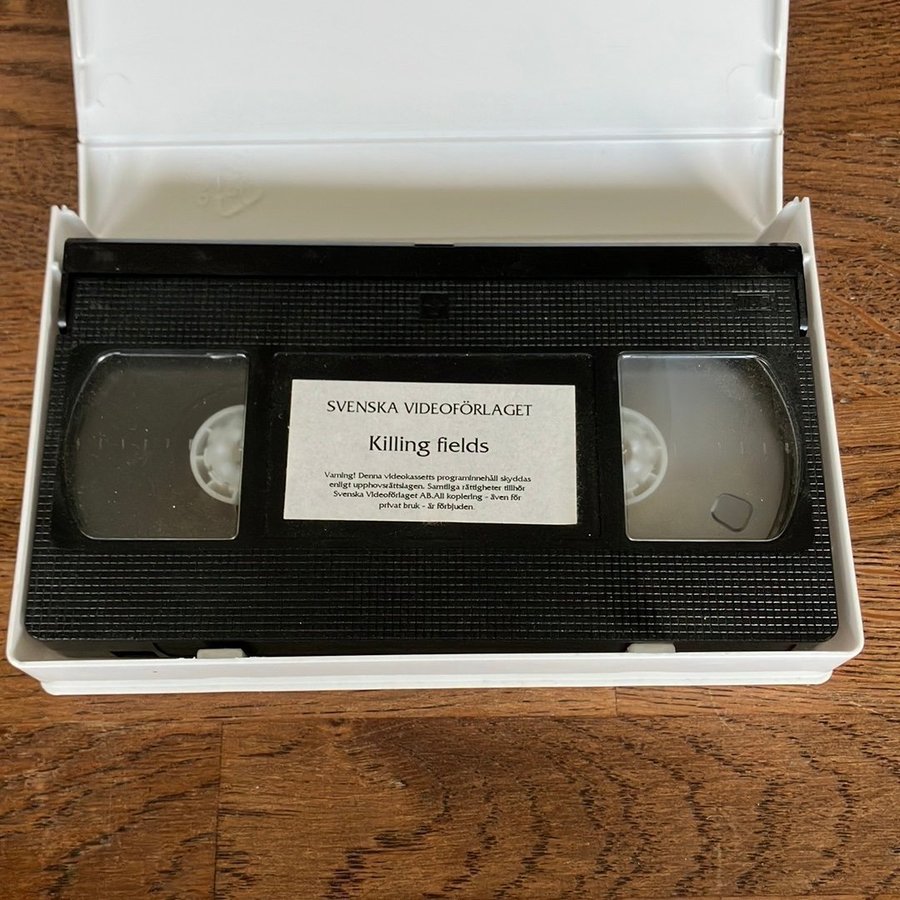 SVENSKA VIDEOFÖRLAGET
Killing fields
Varning! Denna videokassetts programinnehåll skyddas
enligt upphovsrättslagen. Samtliga rättigheter tillhör
Svenska Videoförlaget AB.All kopiering - även för
privat bruk - är förbjuden.